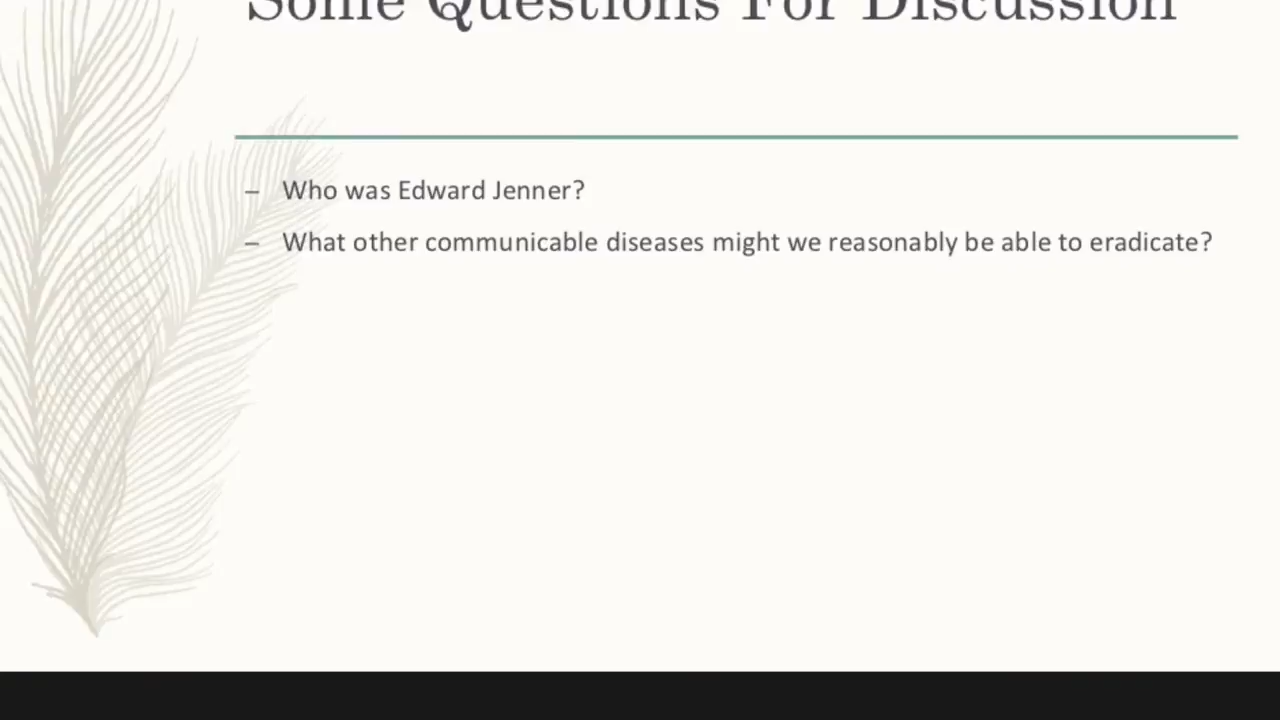 Some Questions For Discussion
– Who was Edward Jenner?
– What other communicable diseases might we reasonably be able to eradicate?